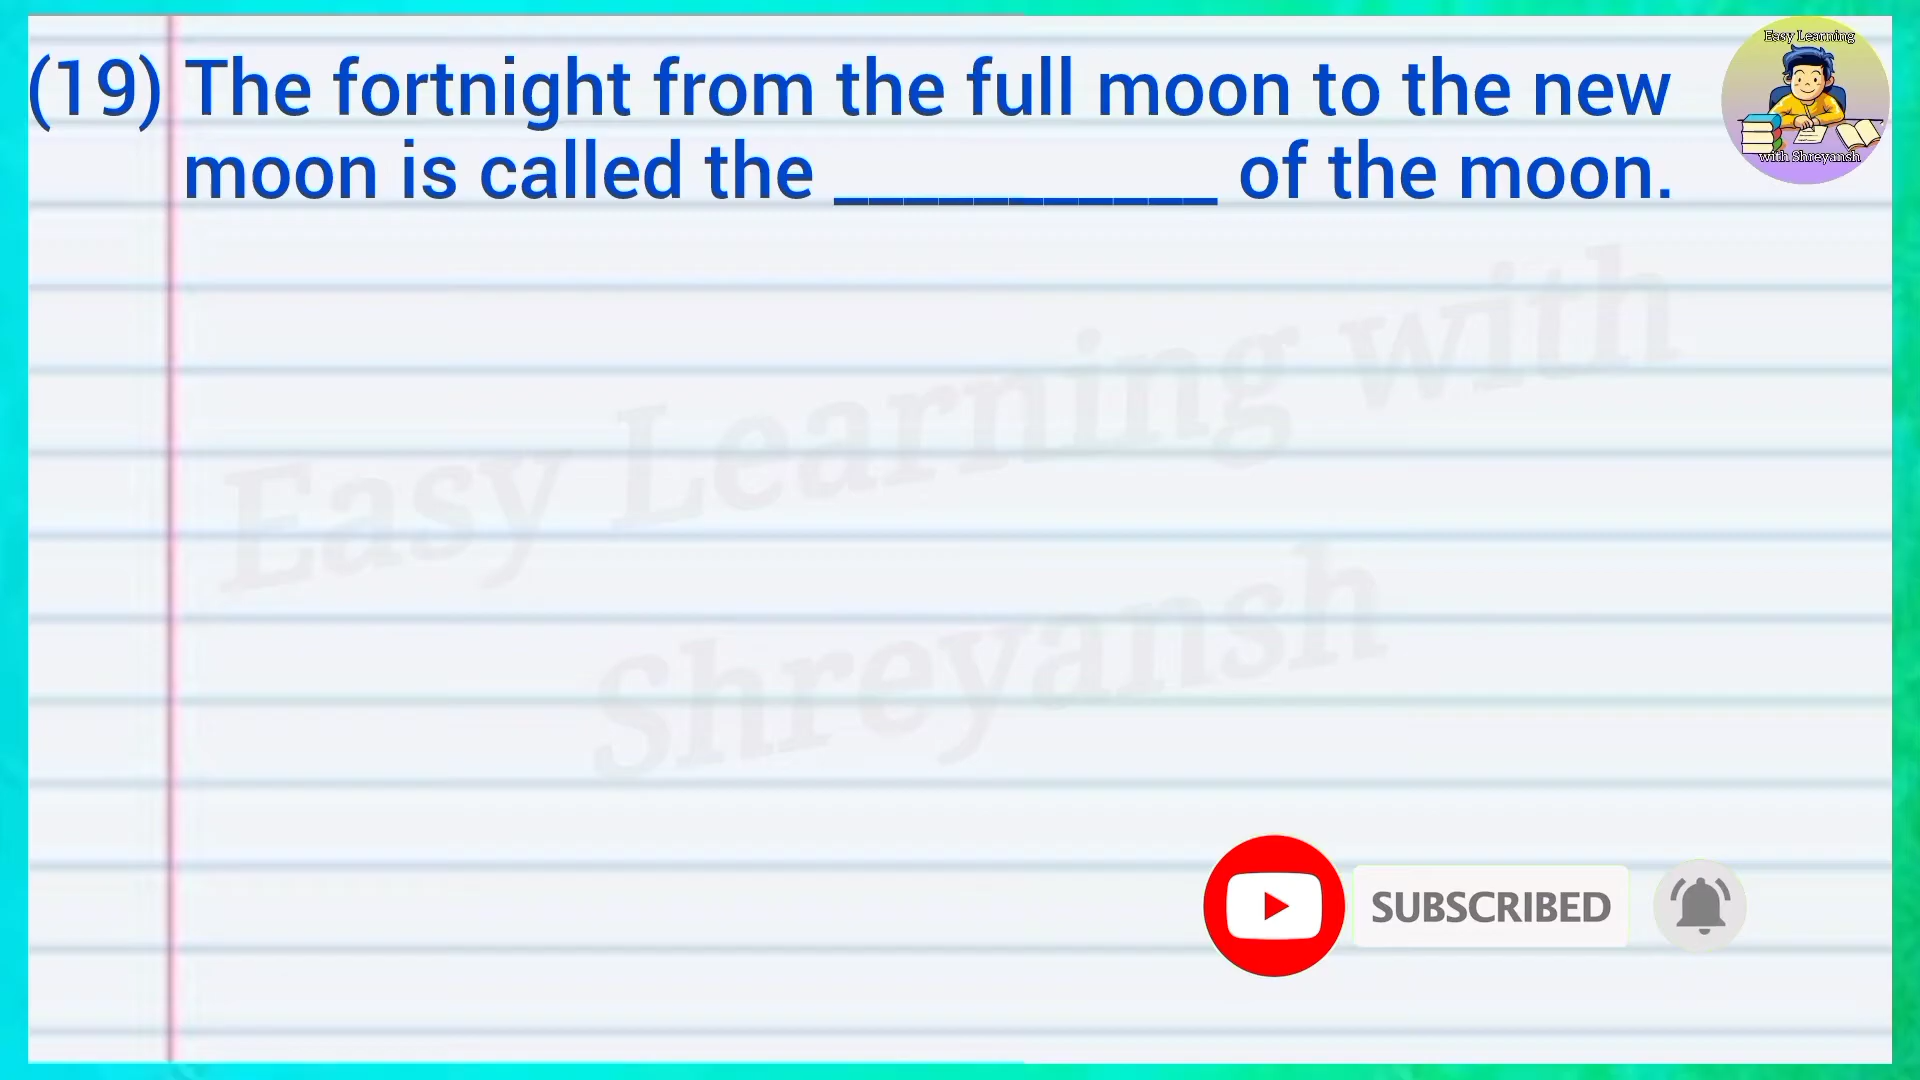 (19) The fortnight from the full moon to the new
moon is called the ___________ of the moon.
Easy Learning
with Shreyansh
Easy Learning with
Shreyansh
SUBSCRIBED